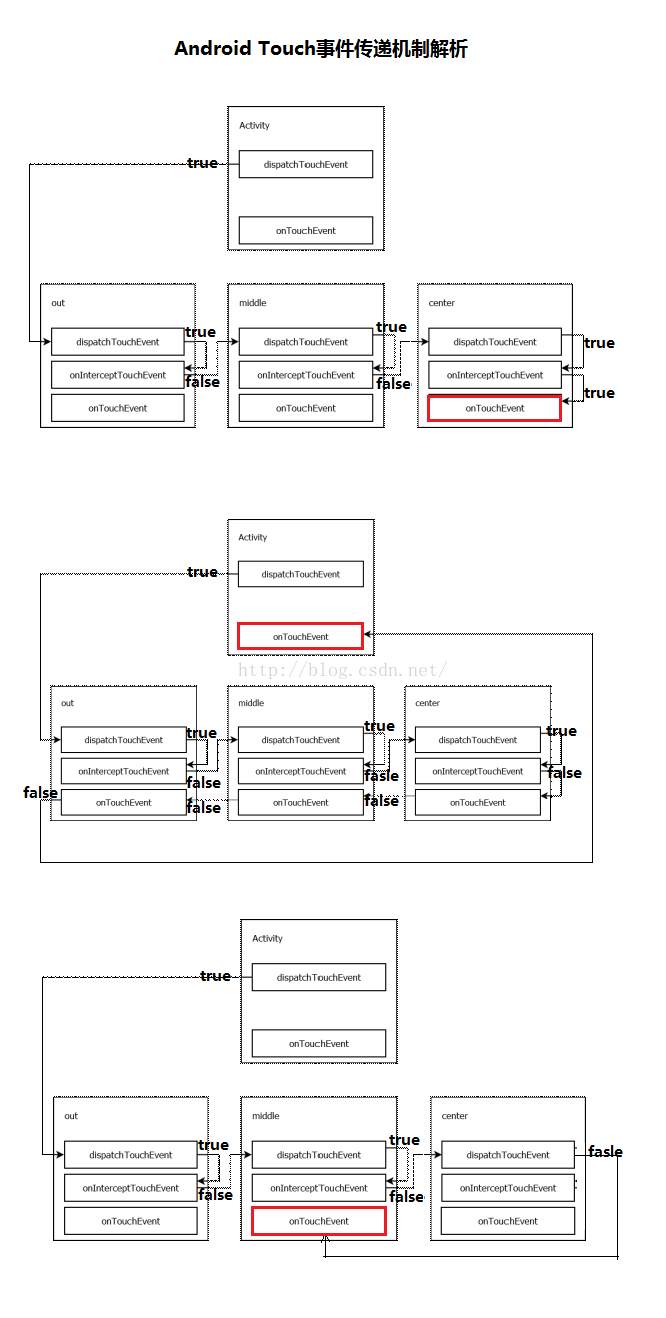 Android Touch事件传递机制解析
Activity
true
dispatchTouchEvent
onTouchEvent
out
middle
center
dispatchTouchEvent
true
dispatchTouchEvent
true
dispatchTouchEvent
true
onInterceptTouchEvent
false
onInterceptTouchEvent
false
onInterceptTouchEvent
true
onTouchEvent
onTouchEvent
onTouchEvent
Activity
true
dispatchTouchEvent
onTouchEvent
http://blog.csdn.net/
out
middle
center
dispatchTouchEvent
true
dispatchTouchEvent
true
dispatchTouchEvent
true
onInterceptTouchEvent
false
onInterceptTouchEvent
fasle
onInterceptTouchEvent
false
false
onTouchEvent
false
onTouchEvent
false
onTouchEvent
Activity
true
dispatchTouchEvent
onTouchEvent
out
middle
center
dispatchTouchEvent
true
dispatchTouchEvent
true
dispatchTouchEvent
fasle
onInterceptTouchEvent
false
onInterceptTouchEvent
false
onInterceptTouchEvent
onTouchEvent
onTouchEvent
onTouchEvent